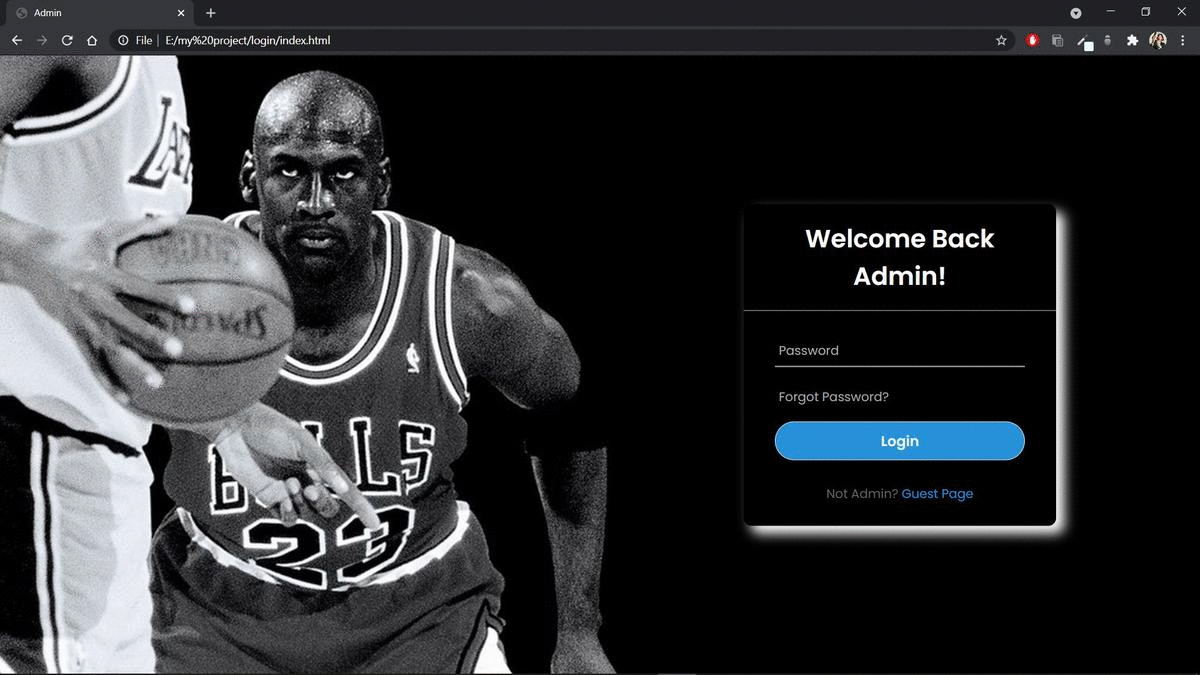 Admin
File
E:/my%20project/login/index.html
Welcome Back
Admin!
Password
Forgot Password?
Login
Not Admin? Guest Page
BULLS
23